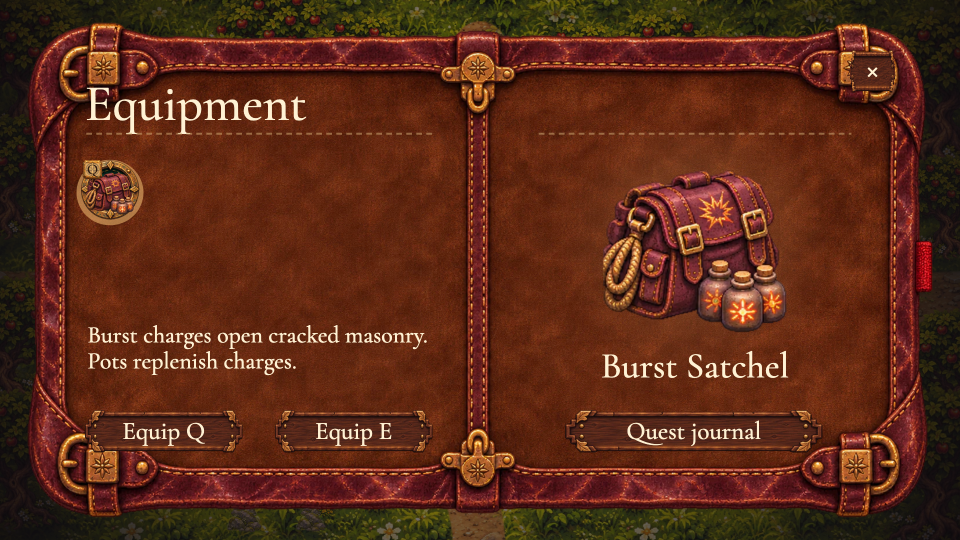 Equipment
×
Q
Burst charges open cracked masonry.
Pots replenish charges.
Burst Satchel
Equip Q
Equip E
Quest journal